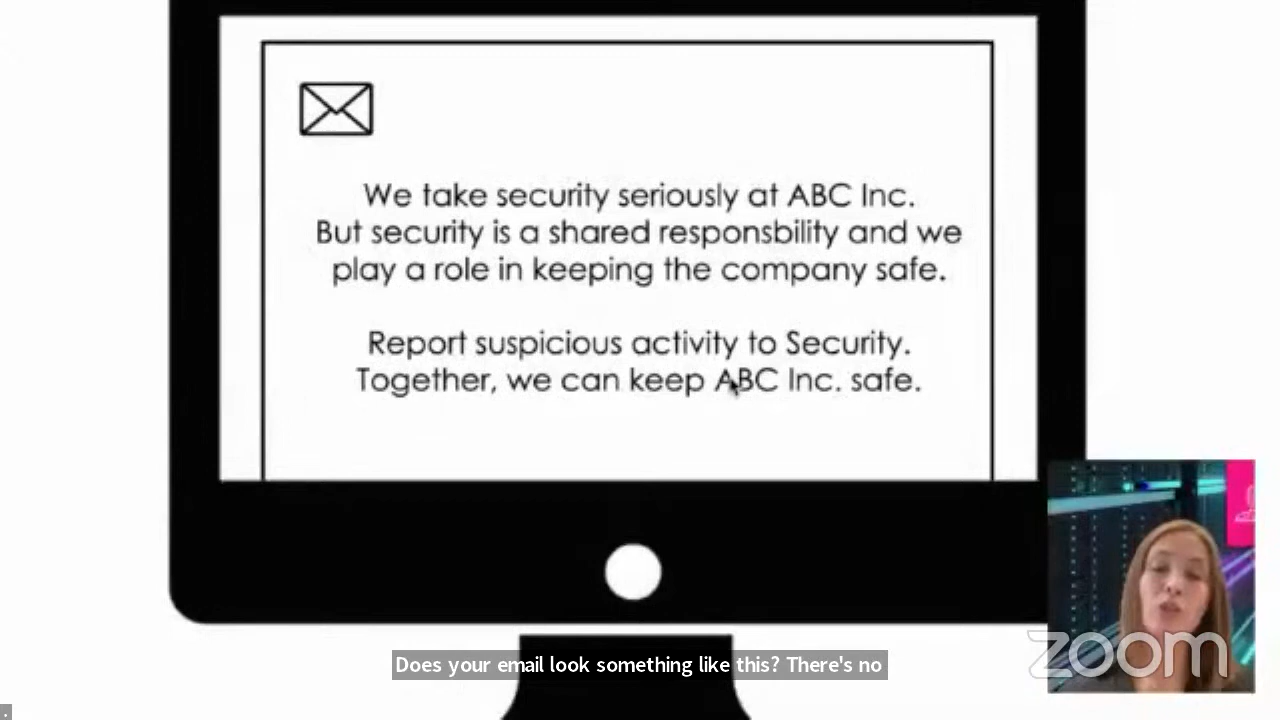 We take security seriously at ABC Inc.
But security is a shared responsbility and we
play a role in keeping the company safe.
Report suspicious activity to Security.
Together, we can keep ABC Inc. safe.
Does your email look something like this? There's no
zoom
.